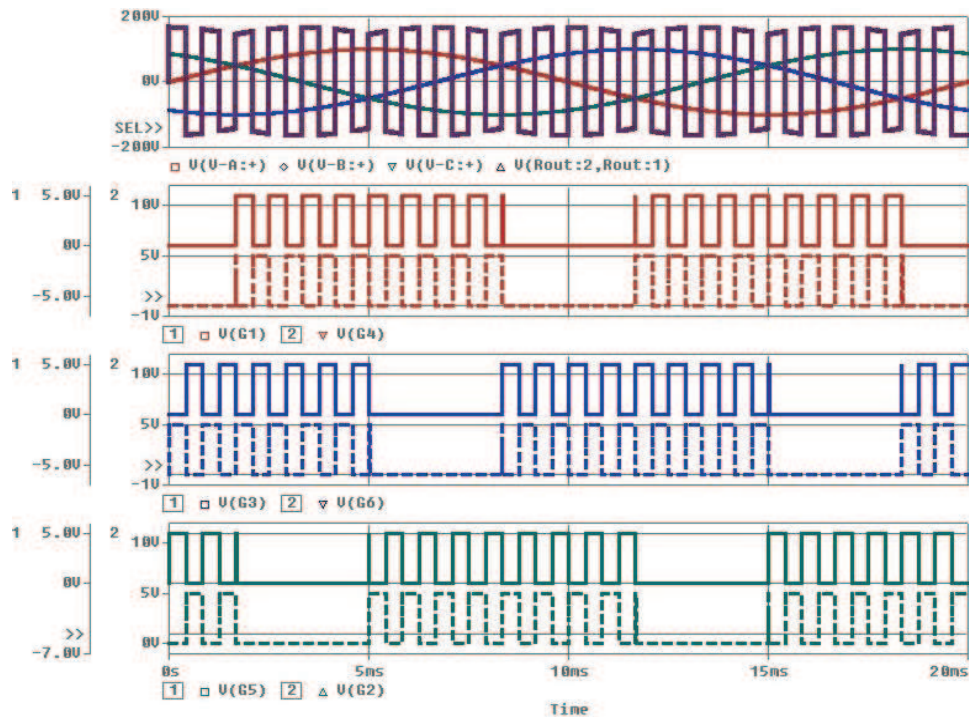 200V
0V
SEL>>
-200V
V(V-A:+) V(V-B:+) V(V-C:+) V(Rout:2,Rout:1)
1 5.0V 2 10V
0V 5V
-5.0V >> -1V
1 V(G1) 2 V(G4)
1 5.0V 2 10V
0V 5V
-5.0V >> -1V
1 V(G3) 2 V(G6)
1 5.0V 2 10V
0V 5V
>> 0V
-7.0V
0s 5ms 10ms 15ms 20ms
1 V(G5) 2 V(G2)
Time